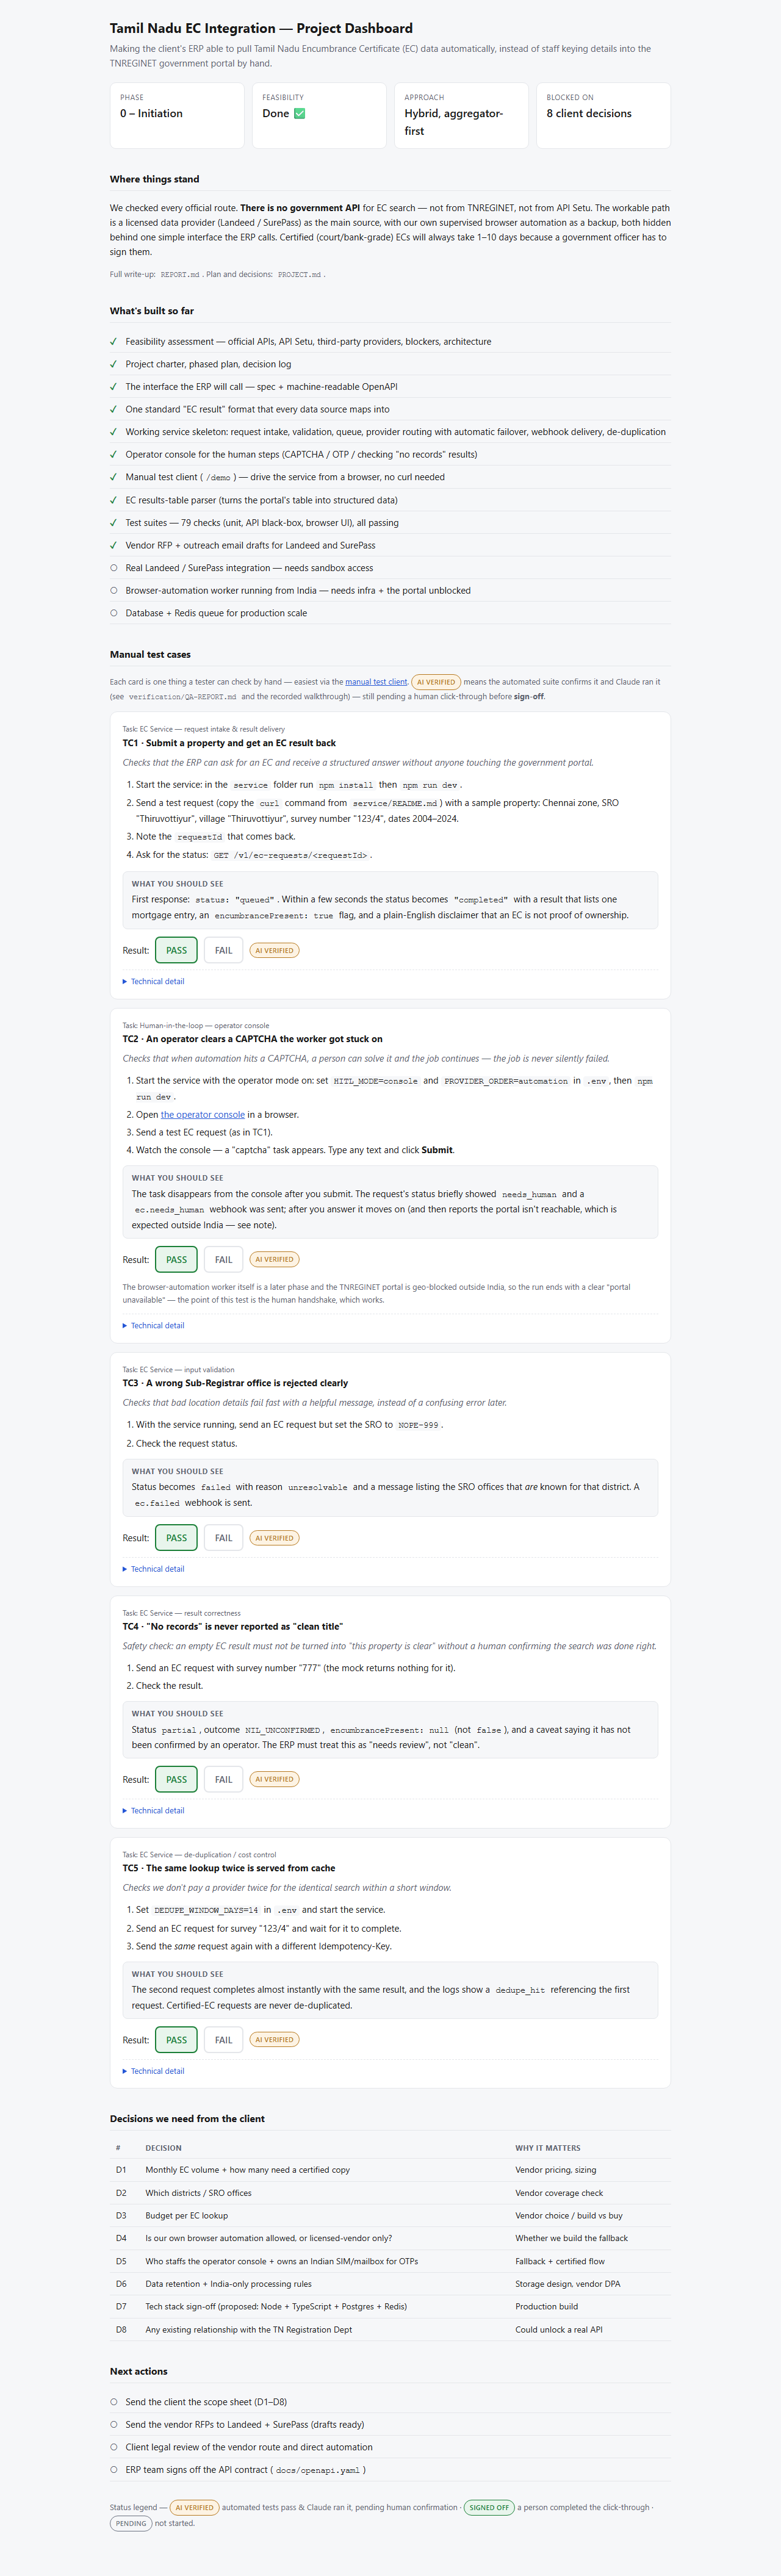 Tamil Nadu EC Integration — Project Dashboard
Making the client's ERP able to pull Tamil Nadu Encumbrance Certificate (EC) data automatically, instead of staff keying details into the
TNREGINET government portal by hand.
PHASE
0 – Initiation
FEASIBILITY
Done ✅
APPROACH
Hybrid, aggregator-
first
BLOCKED ON
8 client decisions
Where things stand
We checked every official route. There is no government API for EC search — not from TNREGINET, not from API Setu. The workable path
is a licensed data provider (Landeed / SurePass) as the main source, with our own supervised browser automation as a backup, both hidden
behind one simple interface the ERP calls. Certified (court/bank-grade) ECs will always take 1–10 days because a government officer has to
sign them.
Full write-up: REPORT.md . Plan and decisions: PROJECT.md .
What's built so far
✓ Feasibility assessment — official APIs, API Setu, third-party providers, blockers, architecture
✓ Project charter, phased plan, decision log
✓ The interface the ERP will call — spec + machine-readable OpenAPI
✓ One standard "EC result" format that every data source maps into
✓ Working service skeleton: request intake, validation, queue, provider routing with automatic failover, webhook delivery, de-duplication
✓ Operator console for the human steps (CAPTCHA / OTP / checking "no records" results)
✓ Manual test client ( /demo ) — drive the service from a browser, no curl needed
✓ EC results-table parser (turns the portal's table into structured data)
✓ Test suites — 79 checks (unit, API black-box, browser UI), all passing
✓ Vendor RFP + outreach email drafts for Landeed and SurePass
○ Real Landeed / SurePass integration — needs sandbox access
○ Browser-automation worker running from India — needs infra + the portal unblocked
○ Database + Redis queue for production scale
Manual test cases
Each card is one thing a tester can check by hand — easiest via the manual test client. AI VERIFIED means the automated suite confirms it and Claude ran it
(see verification/QA-REPORT.md and the recorded walkthrough) — still pending a human click-through before sign-off.
Task: EC Service — request intake & result delivery
TC1 · Submit a property and get an EC result back
Checks that the ERP can ask for an EC and receive a structured answer without anyone touching the government portal.
1. Start the service: in the service folder run npm install then npm run dev .
2. Send a test request (copy the curl command from service/README.md ) with a sample property: Chennai zone, SRO
"Thiruvottiyur", village "Thiruvottiyur", survey number "123/4", dates 2004–2024.
3. Note the requestId that comes back.
4. Ask for the status: GET /v1/ec-requests/<requestId> .
WHAT YOU SHOULD SEE
First response: status: "queued" . Within a few seconds the status becomes "completed" with a result that lists one
mortgage entry, an encumbrancePresent: true flag, and a plain-English disclaimer that an EC is not proof of ownership.
Result: PASS FAIL AI VERIFIED
▶ Technical detail
Task: Human-in-the-loop — operator console
TC2 · An operator clears a CAPTCHA the worker got stuck on
Checks that when automation hits a CAPTCHA, a person can solve it and the job continues — the job is never silently failed.
1. Start the service with the operator mode on: set HITL_MODE=console and PROVIDER_ORDER=automation in .env , then npm
run dev .
2. Open the operator console in a browser.
3. Send a test EC request (as in TC1).
4. Watch the console — a "captcha" task appears. Type any text and click Submit.
WHAT YOU SHOULD SEE
The task disappears from the console after you submit. The request's status briefly showed needs_human and a
ec.needs_human webhook was sent; after you answer it moves on (and then reports the portal isn't reachable, which is
expected outside India — see note).
Result: PASS FAIL AI VERIFIED
The browser-automation worker itself is a later phase and the TNREGINET portal is geo-blocked outside India, so the run ends with a clear "portal
unavailable" — the point of this test is the human handshake, which works.
▶ Technical detail
Task: EC Service — input validation
TC3 · A wrong Sub-Registrar office is rejected clearly
Checks that bad location details fail fast with a helpful message, instead of a confusing error later.
1. With the service running, send an EC request but set the SRO to NOPE-999 .
2. Check the request status.
WHAT YOU SHOULD SEE
Status becomes failed with reason unresolvable and a message listing the SRO offices that are known for that district. A
ec.failed webhook is sent.
Result: PASS FAIL AI VERIFIED
▶ Technical detail
Task: EC Service — result correctness
TC4 · "No records" is never reported as "clean title"
Safety check: an empty EC result must not be turned into "this property is clear" without a human confirming the search was done right.
1. Send an EC request with survey number "777" (the mock returns nothing for it).
2. Check the result.
WHAT YOU SHOULD SEE
Status partial , outcome NIL_UNCONFIRMED , encumbrancePresent: null (not false ), and a caveat saying it has not
been confirmed by an operator. The ERP must treat this as "needs review", not "clean".
Result: PASS FAIL AI VERIFIED
▶ Technical detail
Task: EC Service — de-duplication / cost control
TC5 · The same lookup twice is served from cache
Checks we don't pay a provider twice for the identical search within a short window.
1. Set DEDUPE_WINDOW_DAYS=14 in .env and start the service.
2. Send an EC request for survey "123/4" and wait for it to complete.
3. Send the same request again with a different Idempotency-Key.
WHAT YOU SHOULD SEE
The second request completes almost instantly with the same result, and the logs show a dedupe_hit referencing the first
request. Certified-EC requests are never de-duplicated.
Result: PASS FAIL AI VERIFIED
▶ Technical detail
Decisions we need from the client
# DECISION WHY IT MATTERS
D1 Monthly EC volume + how many need a certified copy Vendor pricing, sizing
D2 Which districts / SRO offices Vendor coverage check
D3 Budget per EC lookup Vendor choice / build vs buy
D4 Is our own browser automation allowed, or licensed-vendor only? Whether we build the fallback
D5 Who staffs the operator console + owns an Indian SIM/mailbox for OTPs Fallback + certified flow
D6 Data retention + India-only processing rules Storage design, vendor DPA
D7 Tech stack sign-off (proposed: Node + TypeScript + Postgres + Redis) Production build
D8 Any existing relationship with the TN Registration Dept Could unlock a real API
Next actions
○ Send the client the scope sheet (D1–D8)
○ Send the vendor RFPs to Landeed + SurePass (drafts ready)
○ Client legal review of the vendor route and direct automation
○ ERP team signs off the API contract ( docs/openapi.yaml )
Status legend — AI VERIFIED automated tests pass & Claude ran it, pending human confirmation · SIGNED OFF a person completed the click-through ·
PENDING not started.